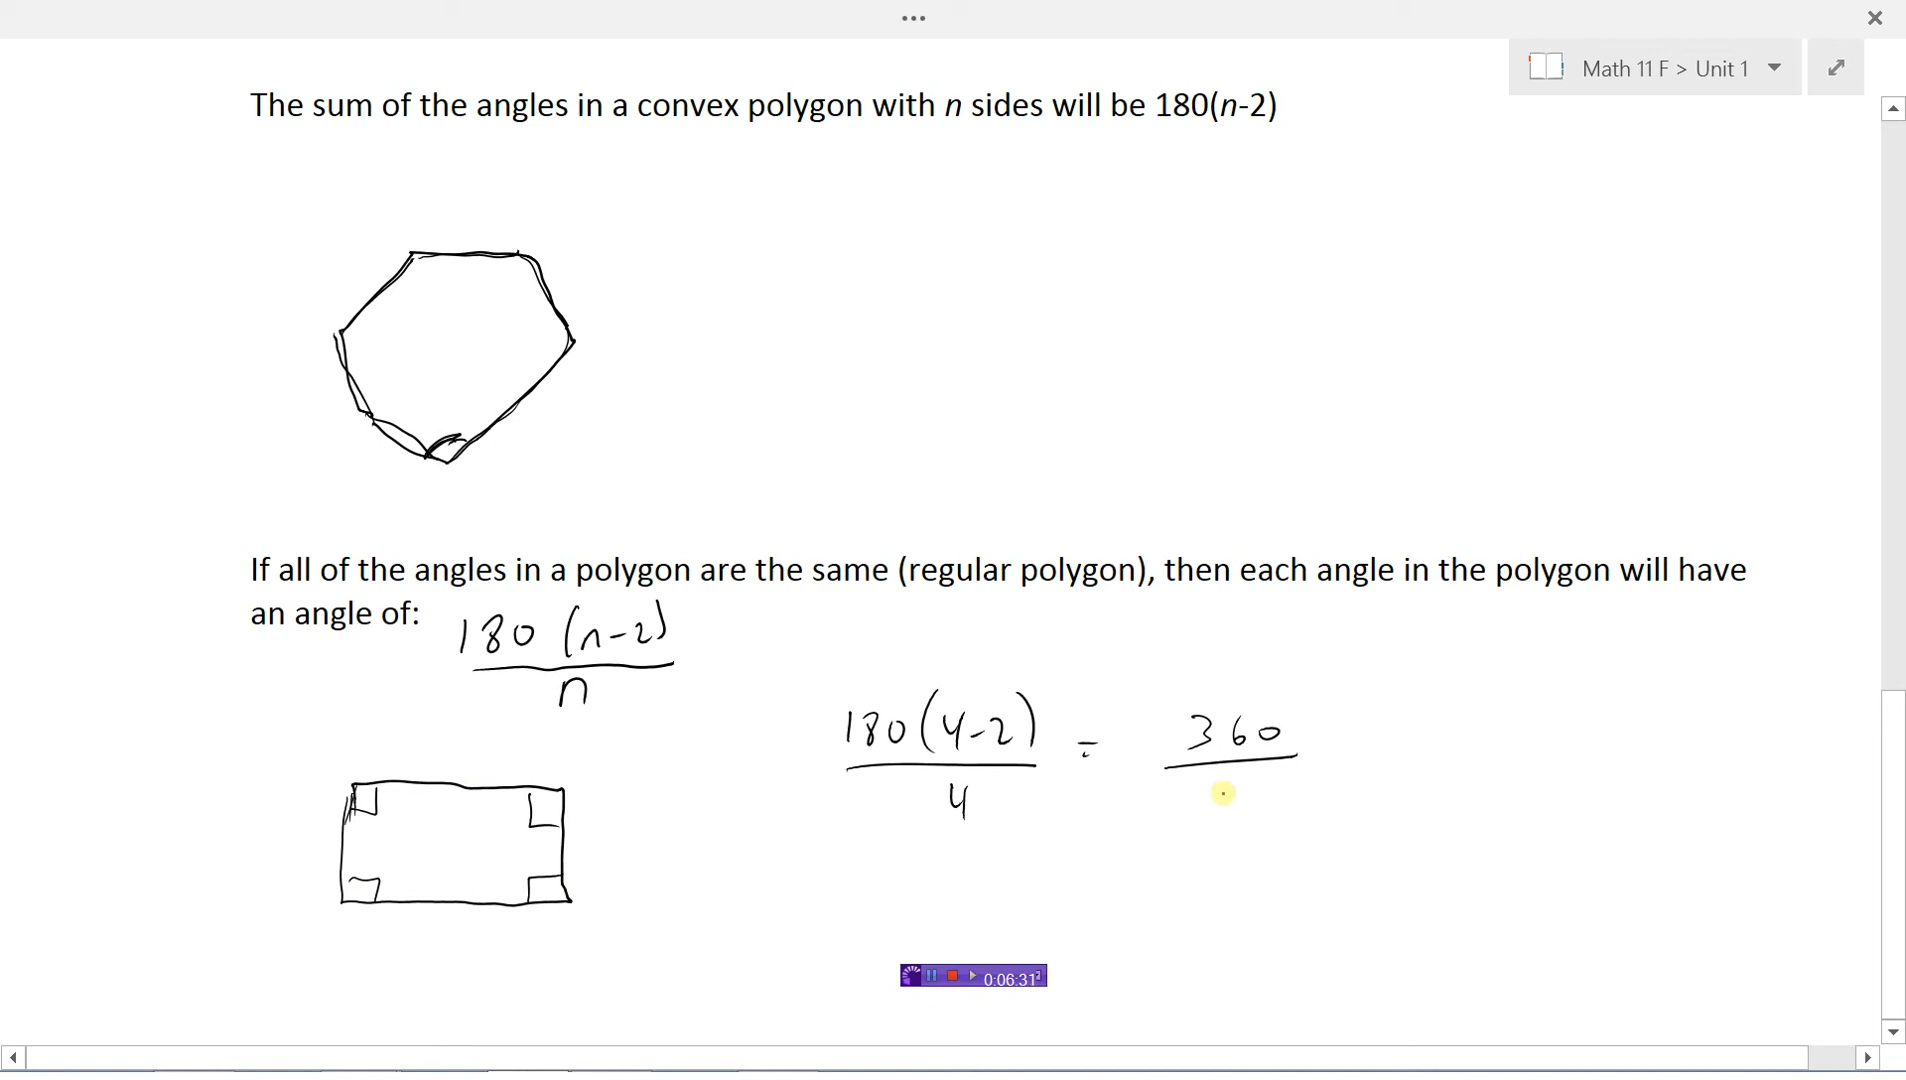 •••
Math 11 F > Unit 1
The sum of the angles in a convex polygon with n sides will be 180(n-2)
If all of the angles in a polygon are the same (regular polygon), then each angle in the polygon will have
an angle of:
180 (n-2)
n
180(4-2) = 360
4
0:06:31